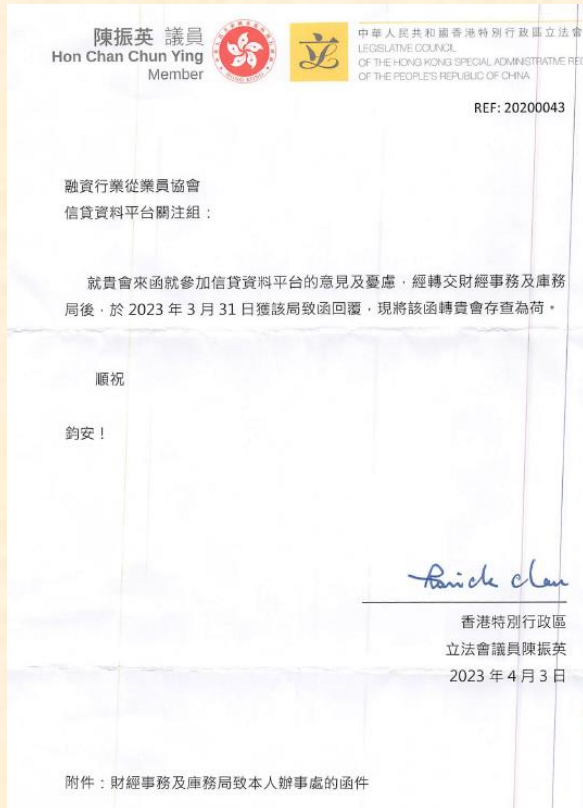 陳振英 議員
Hon Chan Chun Ying
Member
HONG KONG
中華人民共和國香港特別行政區立法會
LEGISLATIVE COUNCIL
OF THE HONG KONG SPECIAL ADMINISTRATIVE REG
OF THE PEOPLE'S REPUBLIC OF CHINA
REF: 20200043
融資行業從業員協會
信貸資料平台關注組：
就貴會來函就參加信貸資料平台的意見及憂慮，經轉交財經事務及庫務
局後，於 2023 年 3 月 31 日獲該局致函回覆，現將該函轉貴會存查為荷。
順祝
鈞安！
香港特別行政區
立法會議員陳振英
2023 年 4 月 3 日
附件：財經事務及庫務局致本人辦事處的函件